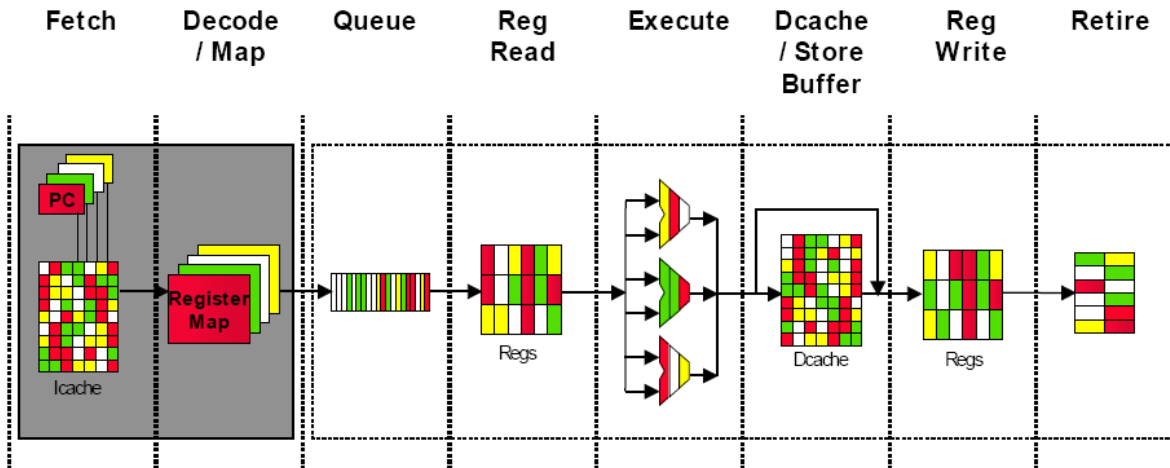 Fetch
Decode
/ Map
Queue
Reg
Read
Execute
Dcache
/ Store
Buffer
Reg
Write
Retire
PC
Register
Map
Icache
Regs
Dcache
Regs